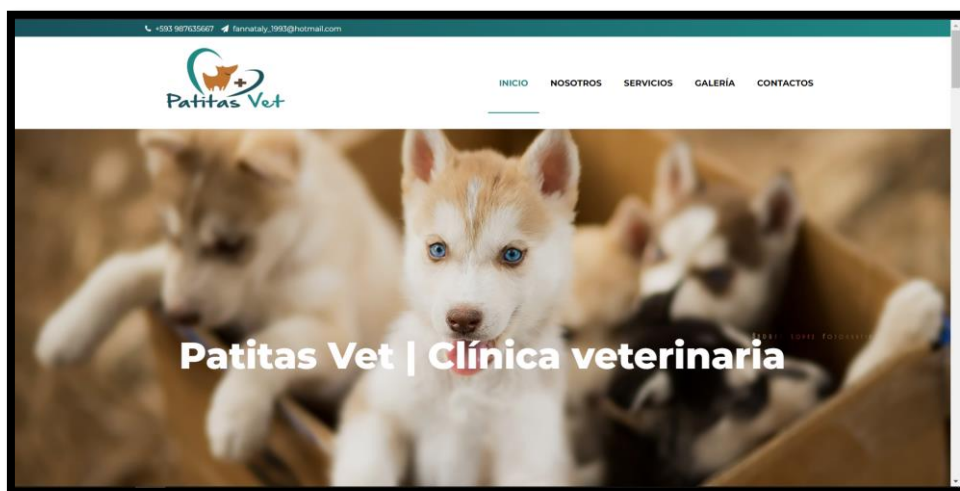 +593 987635667 fannataly_1993@hotmail.com
Patitas Vet
INICIO NOSOTROS SERVICIOS GALERÍA CONTACTOS
Patitas Vet | Clínica veterinaria